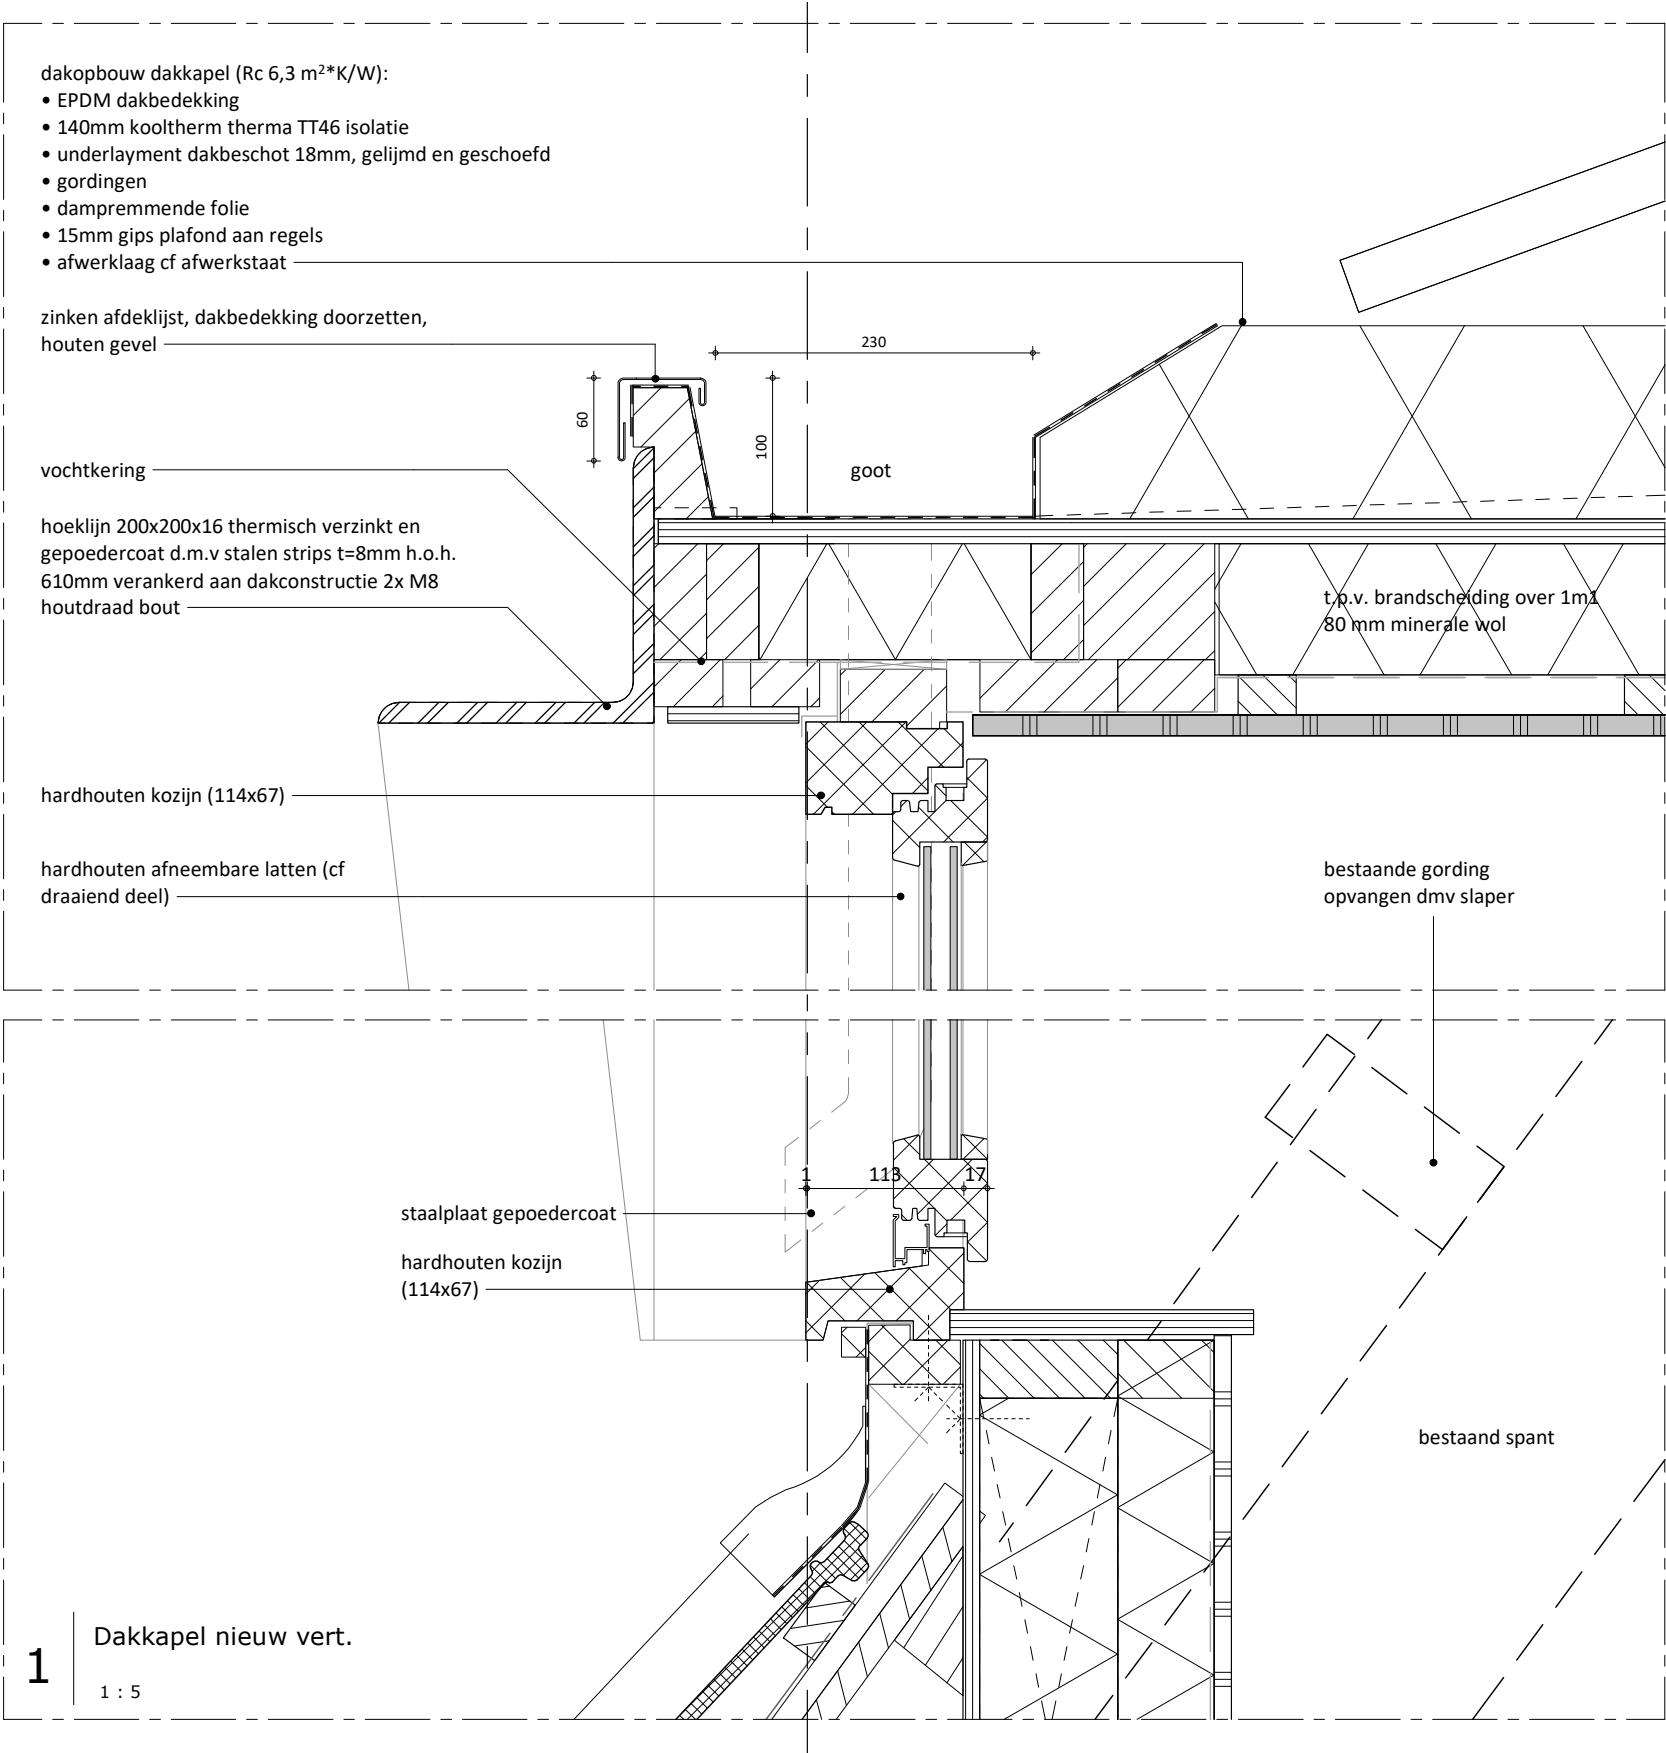 dakopbouw dakkapel (Rc 6,3 m²*K/W):
• EPDM dakbedekking
• 140mm kooltherm therma TT46 isolatie
• underlayment dakbeschot 18mm, gelijmd en geschoefd
• gordingen
• dampremmende folie
• 15mm gips plafond aan regels
• afwerklaag cf afwerkstaat
zinken afdeklijst, dakbedekking doorzetten,
houten gevel
230
60
100
goot
vochtkering
hoeklijn 200x200x16 thermisch verzinkt en
gepoedercoat d.m.v stalen strips t=8mm h.o.h.
610mm verankerd aan dakconstructie 2x M8
houtdraad bout
t.p.v. brandscheiding over 1m1
80 mm minerale wol
hardhouten kozijn (114x67)
hardhouten afneembare latten (cf
draaiend deel)
bestaande gording
opvangen dmv slaper
1 113 17
staalplaat gepoedercoat
hardhouten kozijn
(114x67)
bestaand spant
1
Dakkapel nieuw vert.
1 : 5